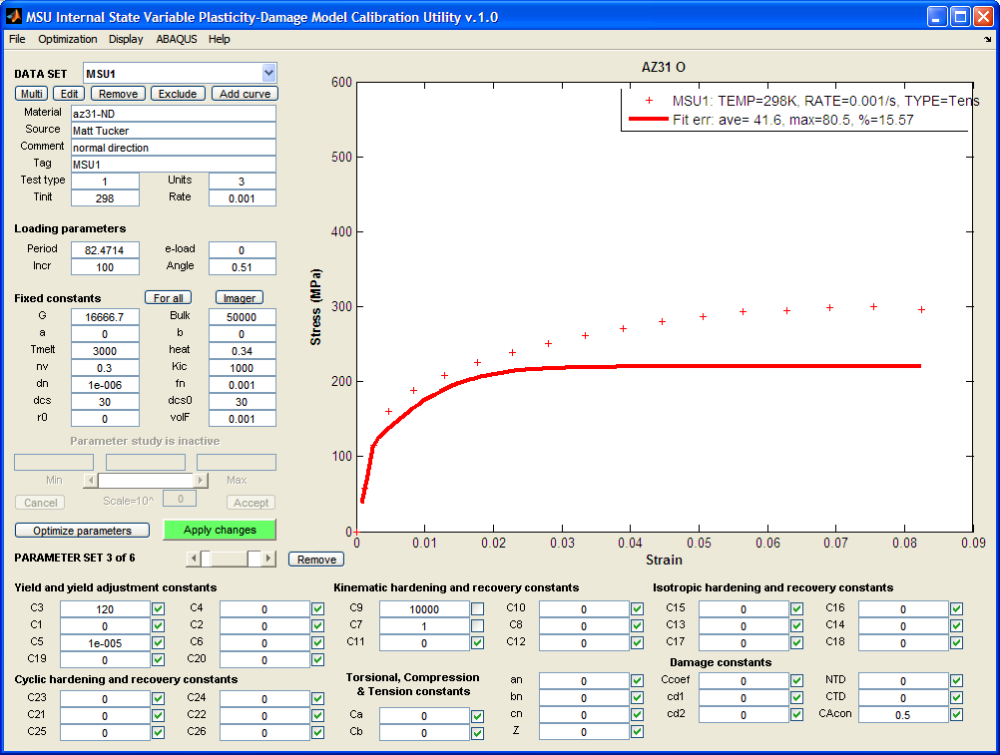 MSU Internal State Variable Plasticity-Damage Model Calibration Utility v.1.0
File Optimization Display ABAQUS Help
DATA SET MSU1
Multi Edit Remove Exclude Add curve
Material az31-ND
Source Matt Tucker
Comment normal direction
Tag MSU1
Test type 1 Units 3
Tinit 298 Rate 0.001
Loading parameters
Period 82.4714 e-load 0
Incr 100 Angle 0.51
Fixed constants For all Imager
G 16666.7 Bulk 50000
a 0 b 0
Tmelt 3000 heat 0.34
nv 0.3 Kic 1000
dn 1e-006 fn 0.001
dcs 30 dcs0 30
r0 0 volF 0.001
Parameter study is inactive
Min Max
Cancel Scale=10^ 0 Accept
Optimize parameters Apply changes
PARAMETER SET 3 of 6 Remove
AZ31 O
MSU1: TEMP=298K, RATE=0.001/s, TYPE=Tens
Fit err: ave= 41.6, max=80.5, %=15.57
600
500
400
300
200
100
0
Stress (MPa)
0 0.01 0.02 0.03 0.04 0.05 0.06 0.07 0.08 0.09
Strain
Yield and yield adjustment constants
C3 120 C4 0
C1 0 C2 0
C5 1e-005 C6 0
C19 0 C20 0
Cyclic hardening and recovery constants
C23 0 C24 0
C21 0 C22 0
C25 0 C26 0
Kinematic hardening and recovery constants
C9 10000 C10 0
C7 1 C8 0
C11 0 C12 0
Torsional, Compression
& Tension constants
Ca 0
Cb 0
an 0
bn 0
cn 0
Z 0
Isotropic hardening and recovery constants
C15 0 C16 0
C13 0 C14 0
C17 0 C18 0
Damage constants
Ccoef 0 NTD 0
cd1 0 CTD 0
cd2 0 CAcon 0.5